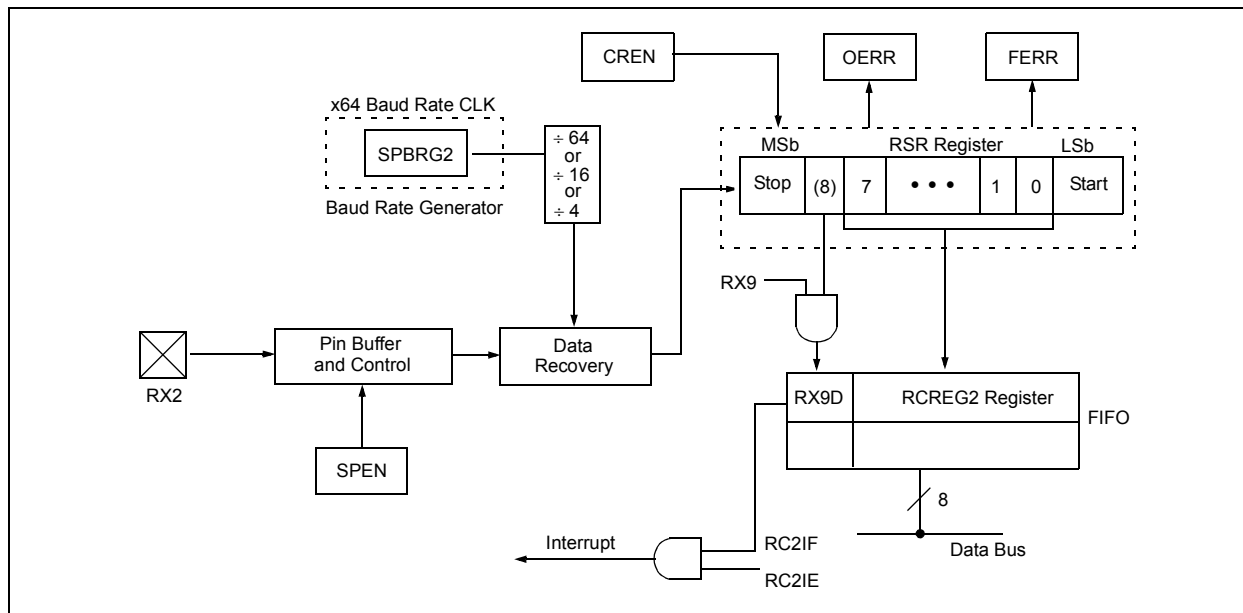 CREN
OERR
FERR
x64 Baud Rate CLK
SPBRG2
Baud Rate Generator
÷ 64
or
÷ 16
or
÷ 4
MSb
RSR Register
LSb
Stop
(8)
7
• • •
1
0
Start
RX9
RX2
Pin Buffer
and Control
Data
Recovery
SPEN
RX9D
RCREG2 Register
FIFO
8
Data Bus
Interrupt
RC2IF
RC2IE